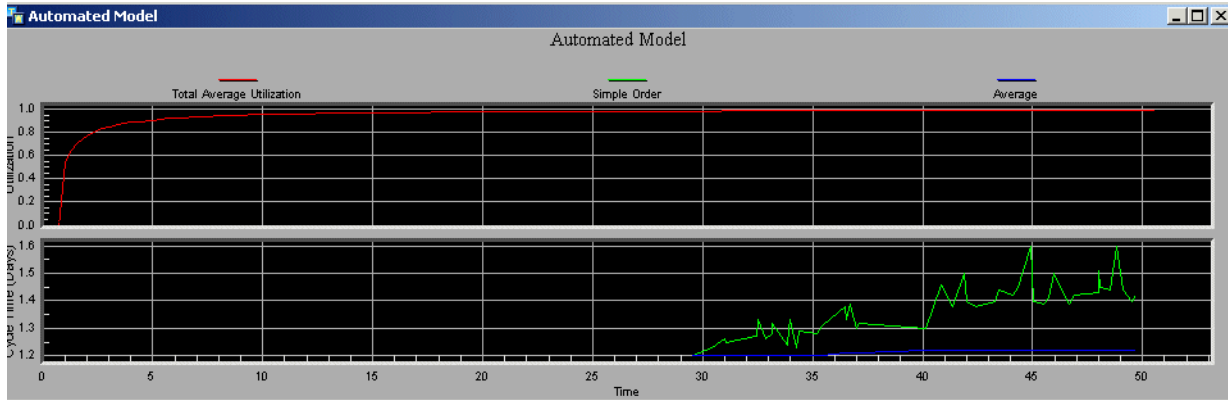 Automated Model
Automated Model
Total Average Utilization
Simple Order
Average
1.0
0.8
0.6
0.4
0.2
0.0
Utilization
1.6
1.5
1.4
1.3
1.2
Cycle Time (Days)
0 5 10 15 20 25 30 35 40 45 50
Time